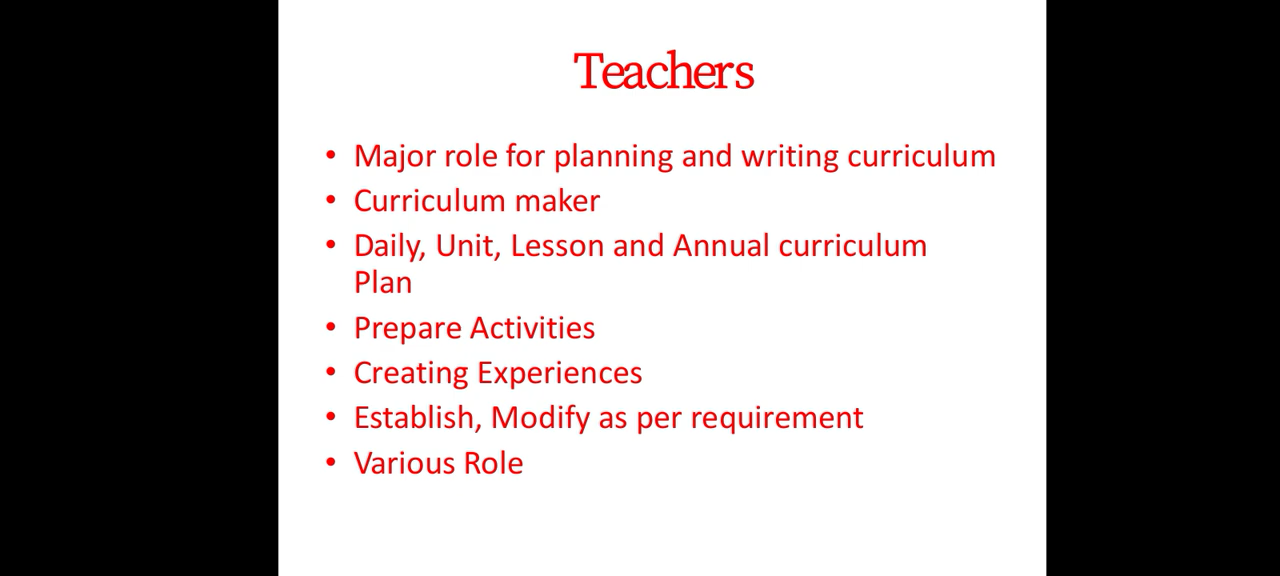 Teachers
• Major role for planning and writing curriculum
• Curriculum maker
• Daily, Unit, Lesson and Annual curriculum
Plan
• Prepare Activities
• Creating Experiences
• Establish, Modify as per requirement
• Various Role